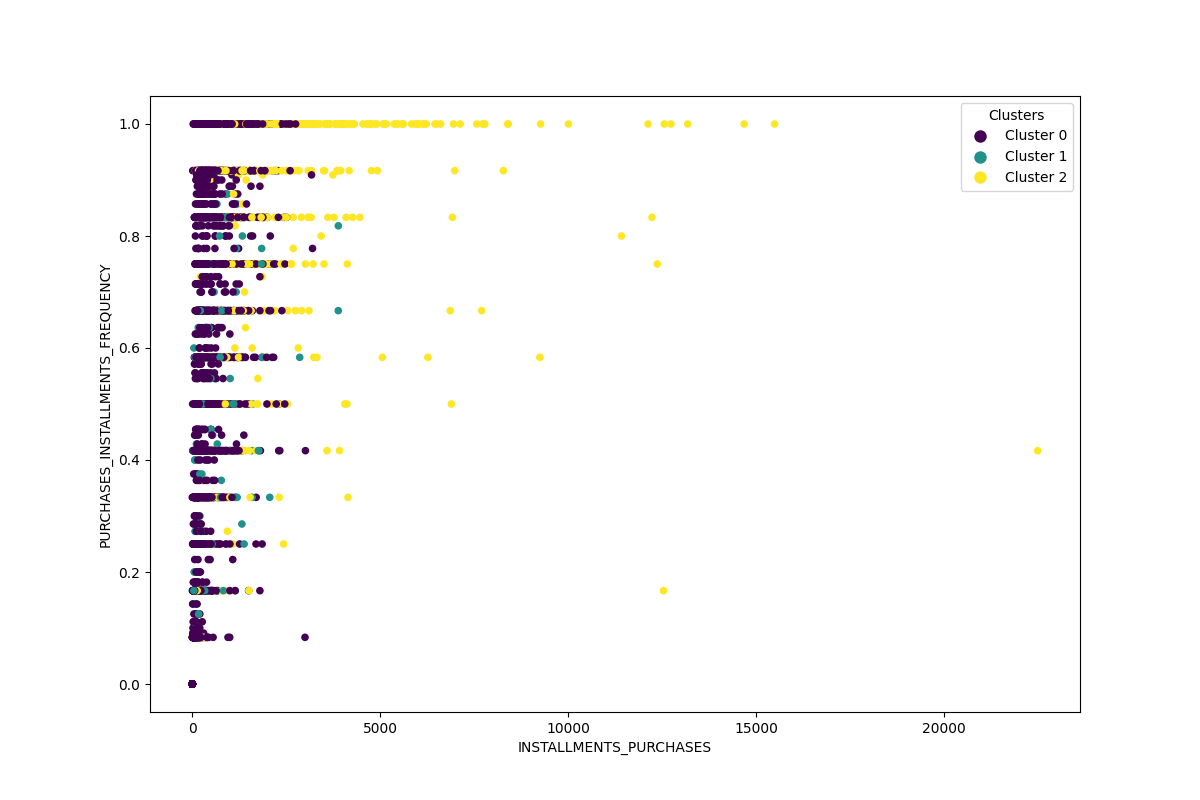 Clusters
Cluster 0
Cluster 1
Cluster 2
1.0
0.8
0.6
0.4
0.2
0.0
PURCHASES_INSTALLMENTS_FREQUENCY
0 5000 10000 15000 20000
INSTALLMENTS_PURCHASES